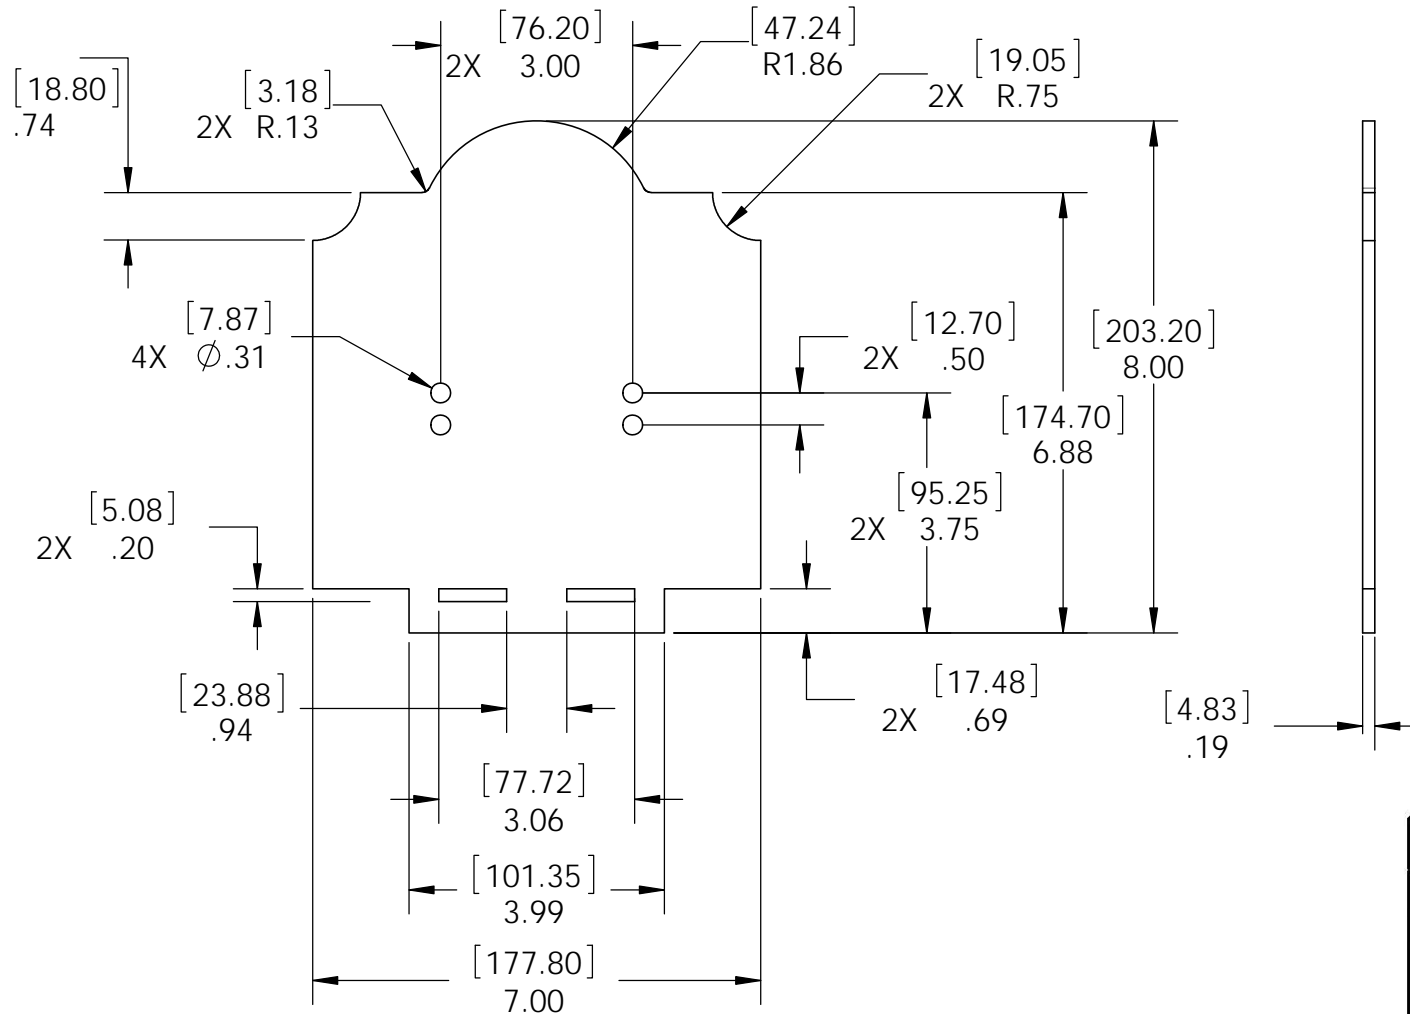 [76.20]
2X 3.00
[47.24]
R1.86
[19.05]
2X R.75
[18.80]
.74
[3.18]
2X R.13
[7.87]
4X ∅.31
[12.70]
2X .50
[203.20]
8.00
[174.70]
6.88
[95.25]
2X 3.75
[5.08]
2X .20
[23.88]
.94
[17.48]
2X .69
[4.83]
.19
[77.72]
3.06
[101.35]
3.99
[177.80]
7.00